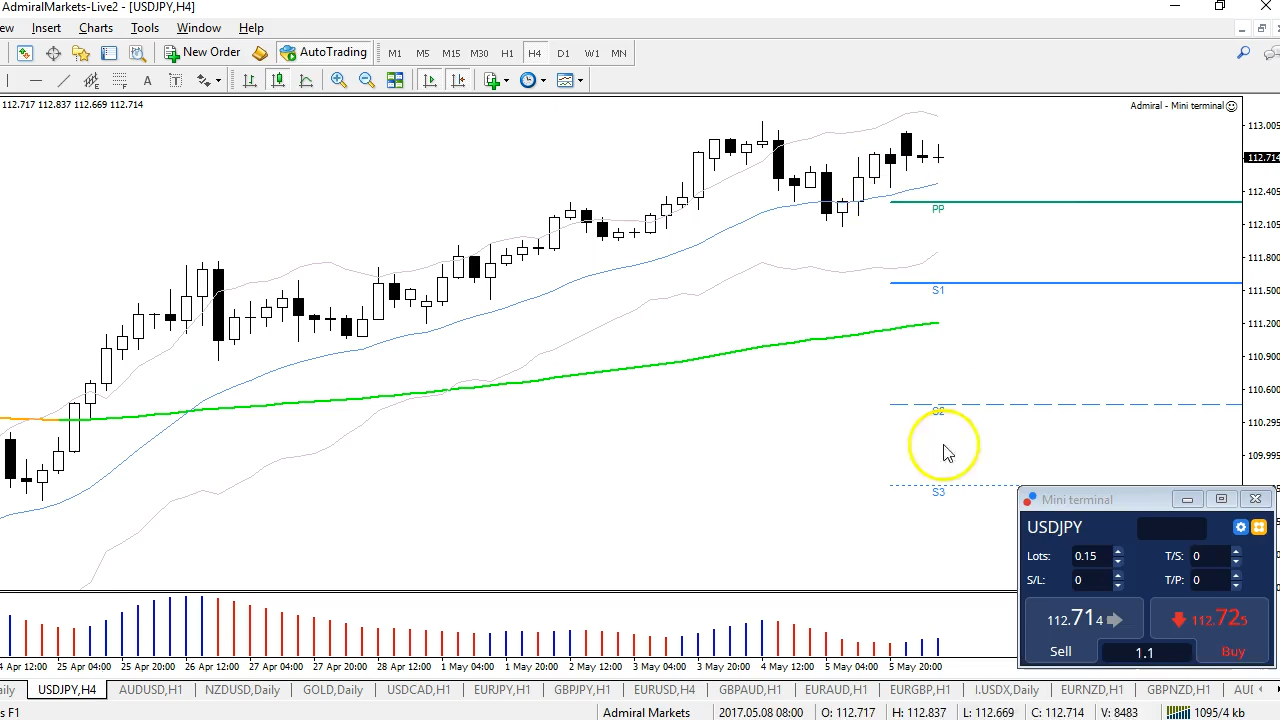 AdmiralMarkets-Live2 - [USDJPY,H4]
ew Insert Charts Tools Window Help
New Order AutoTrading M1 M5 M15 M30 H1 H4 D1 W1 MN
A T
112.717 112.837 112.669 112.714
Admiral - Mini terminal
113.005
112.714
112.405
PP
112.105
111.800
S1
111.500
111.200
110.900
110.600
S2
110.295
109.995
S3
Mini terminal
USDJPY
Lots: 0.15 T/S: 0
S/L: 0 T/P: 0
112.714 112.725
Sell 1.1 Buy
4 Apr 12:00 25 Apr 04:00 25 Apr 20:00 26 Apr 12:00 27 Apr 04:00 27 Apr 20:00 28 Apr 12:00 1 May 04:00 1 May 20:00 2 May 12:00 3 May 04:00 3 May 20:00 4 May 12:00 5 May 04:00 5 May 20:00
aily USDJPY,H4 AUDUSD,H1 NZDUSD,Daily GOLD,Daily USDCAD,H1 EURJPY,H1 GBPJPY,H1 EURUSD,H4 GBPAUD,H1 EURAUD,H1 EURGBP,H1 I.USDX,Daily EURNZD,H1 GBPNZD,H1 AUD
s F1 Admiral Markets 2017.05.08 08:00 O: 112.717 H: 112.837 L: 112.669 C: 112.714 V: 8483 1095/4 kb